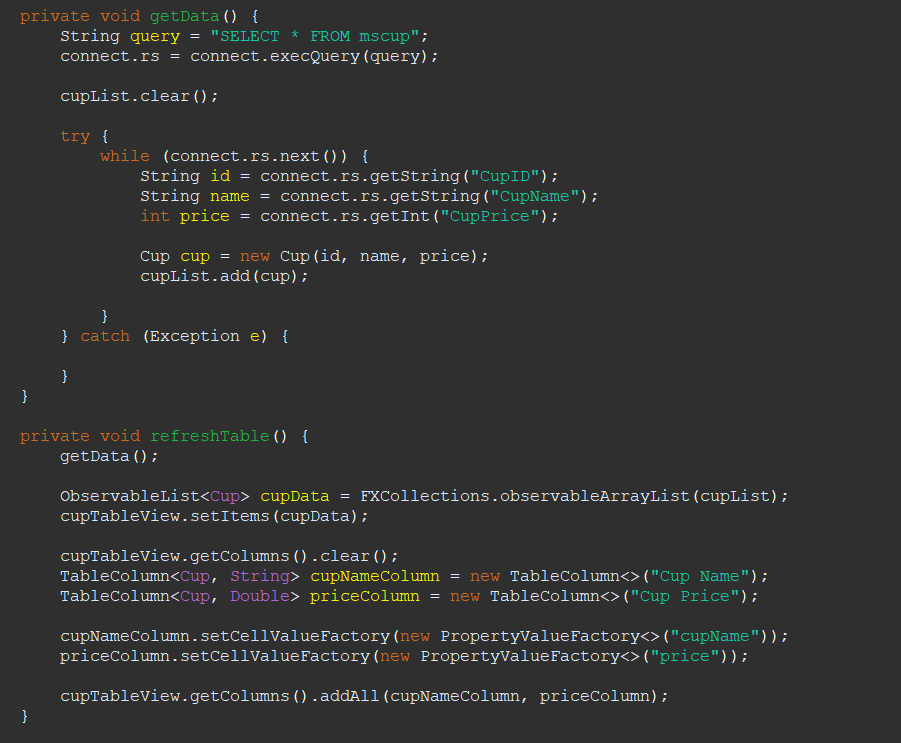 private void getData() {
    String query = "SELECT * FROM mscup";
    connect.rs = connect.execQuery(query);

    cupList.clear();

    try {
        while (connect.rs.next()) {
            String id = connect.rs.getString("CupID");
            String name = connect.rs.getString("CupName");
            int price = connect.rs.getInt("CupPrice");

            Cup cup = new Cup(id, name, price);
            cupList.add(cup);

        }
    } catch (Exception e) {

    }
}

private void refreshTable() {
    getData();

    ObservableList<Cup> cupData = FXCollections.observableArrayList(cupList);
    cupTableView.setItems(cupData);

    cupTableView.getColumns().clear();
    TableColumn<Cup, String> cupNameColumn = new TableColumn<>("Cup Name");
    TableColumn<Cup, Double> priceColumn = new TableColumn<>("Cup Price");

    cupNameColumn.setCellValueFactory(new PropertyValueFactory<>("cupName"));
    priceColumn.setCellValueFactory(new PropertyValueFactory<>("price"));

    cupTableView.getColumns().addAll(cupNameColumn, priceColumn);
}